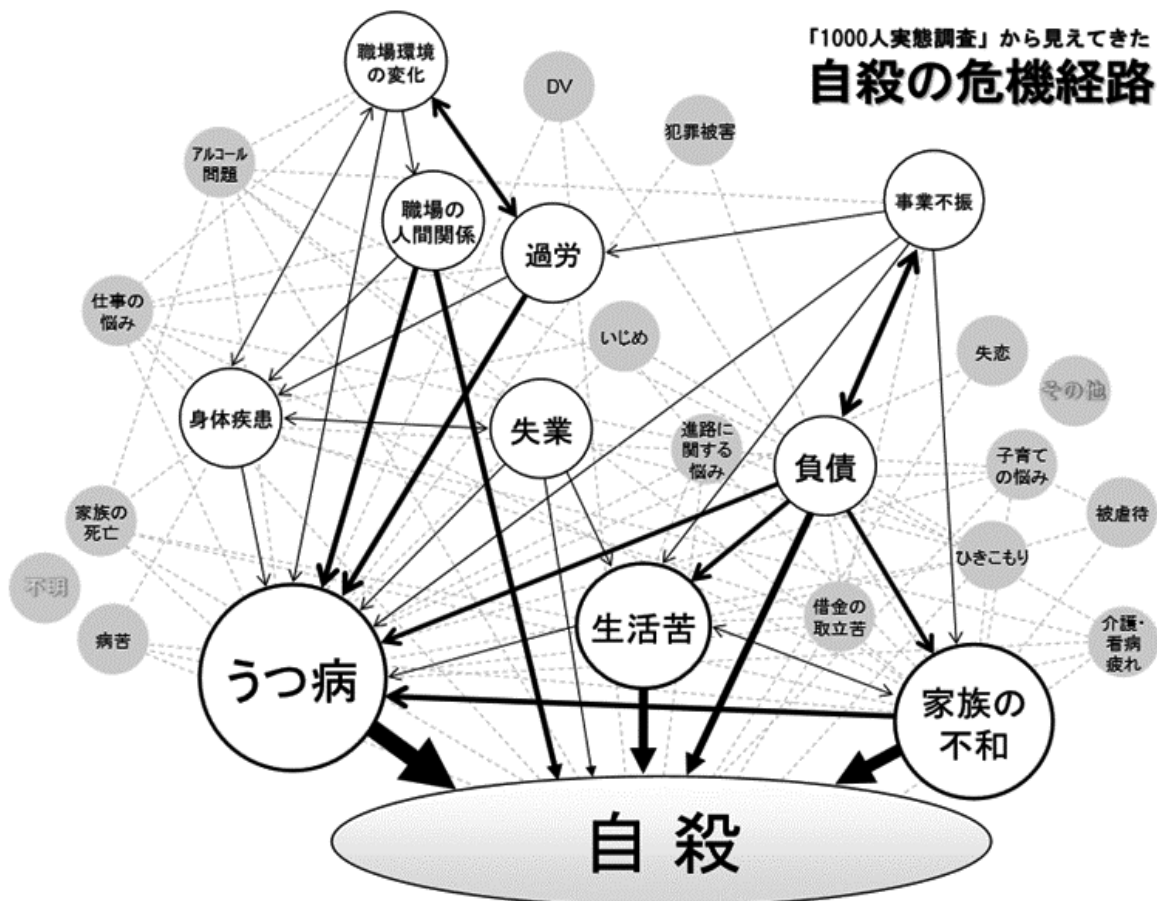 「1000人実態調査」から見えてきた
自殺の危機経路
職場環境
の変化
DV
犯罪被害
アルコール
問題
職場の
人間関係
過労
事業不振
仕事の
悩み
いじめ
失恋
その他
身体疾患
失業
進路に
関する
悩み
負債
子育て
の悩み
家族の
死亡
被虐待
ひきこもり
不明
病苦
うつ病
生活苦
借金の
取立苦
介護・
看病
疲れ
家族の
不和
自殺